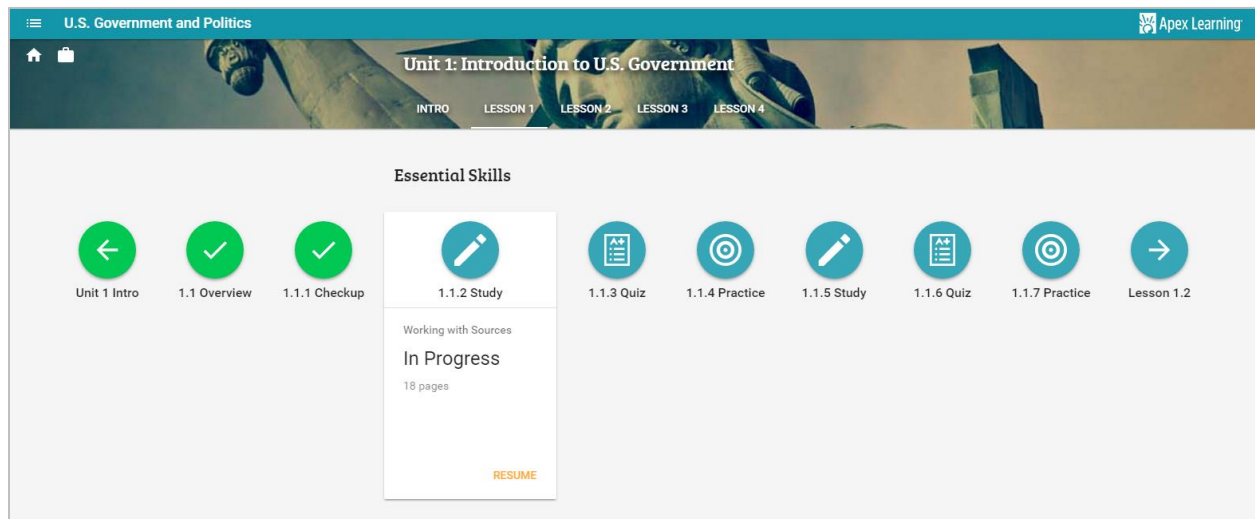 U.S. Government and Politics
Apex Learning
Unit 1: Introduction to U.S. Government
INTRO LESSON 1 LESSON 2 LESSON 3 LESSON 4
Essential Skills
Unit 1 Intro
1.1 Overview
1.1.1 Checkup
1.1.2 Study
Working with Sources
In Progress
18 pages
RESUME
A+
1.1.3 Quiz
1.1.4 Practice
1.1.5 Study
A+
1.1.6 Quiz
1.1.7 Practice
Lesson 1.2